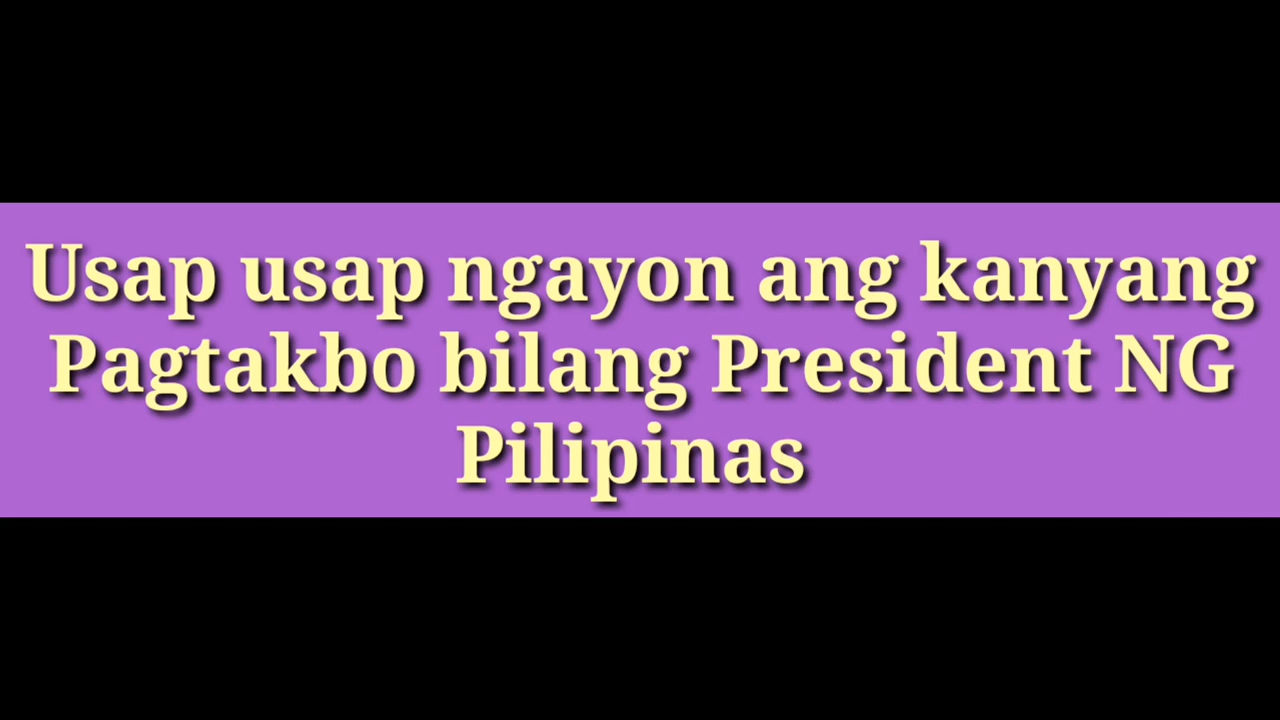 Usap usap ngayon ang kanyang
Pagtakbo bilang President NG
Pilipinas